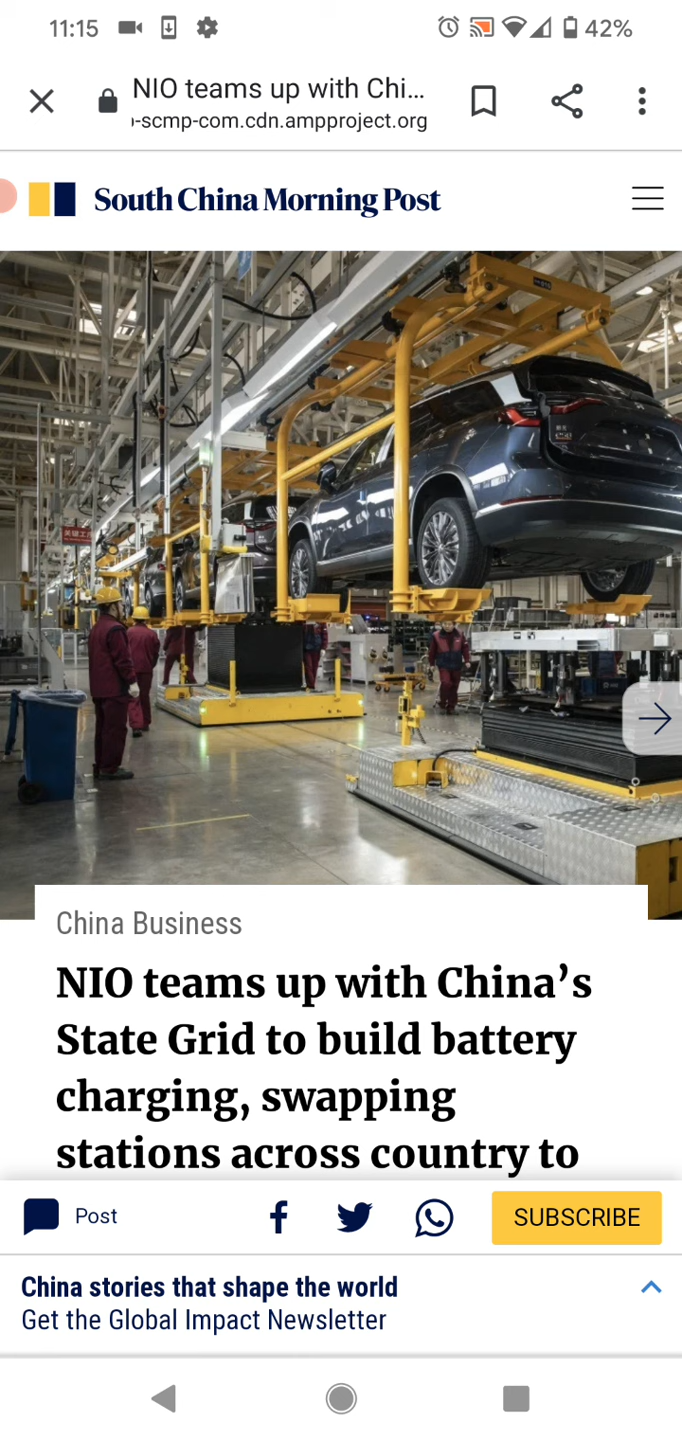 11:15
42%
NIO teams up with Chi...
-scmp-com.cdn.ampproject.org
South China Morning Post
China Business
NIO teams up with China's
State Grid to build battery
charging, swapping
stations across country to
Post
SUBSCRIBE
China stories that shape the world
Get the Global Impact Newsletter